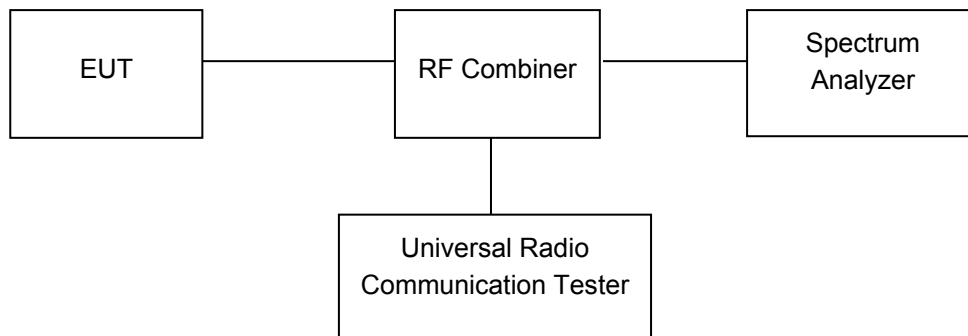 EUT
RF Combiner
Spectrum
Analyzer
Universal Radio
Communication Tester